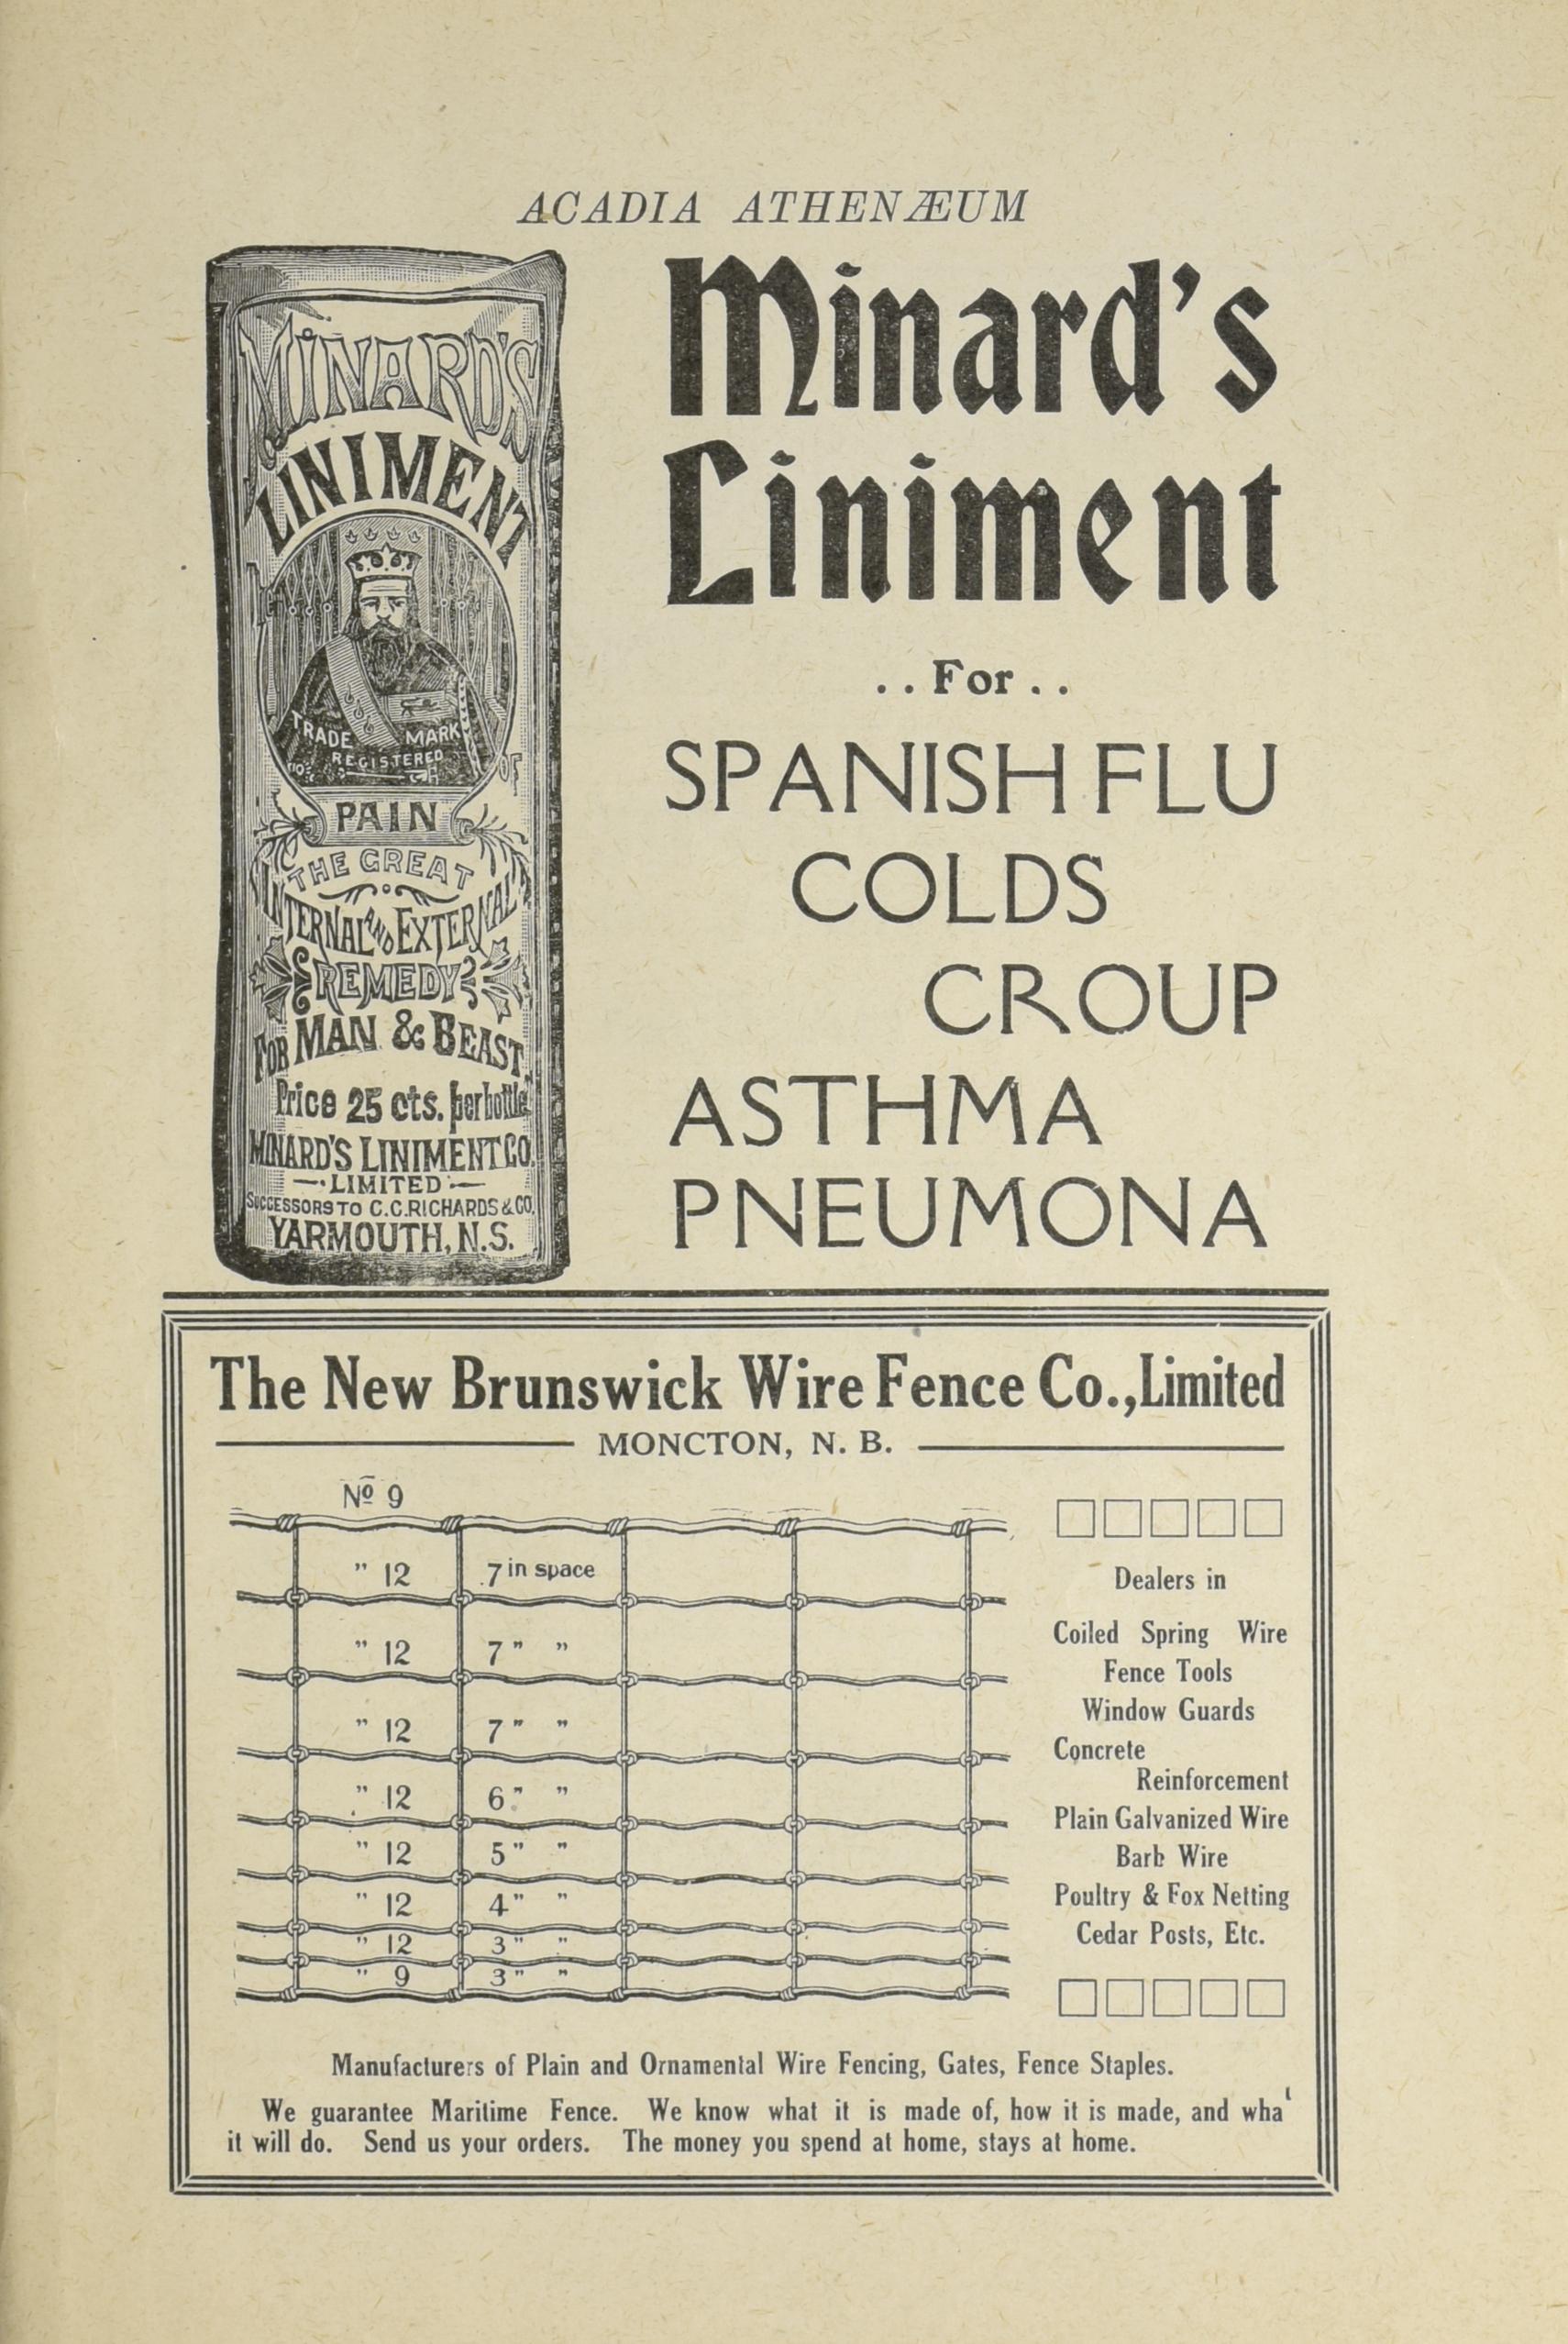 ACADIA ATHENÆUM
MINARD'S
LINIMENT
TRADE MARK
REGISTERED
OF
PAIN
THE GREAT
INTERNAL AND EXTERNAL
REMEDY
FOR MAN & BEAST
Price 25 cts. per bottle
MINARD'S LINIMENT CO.
LIMITED
SUCCESSORS TO C.C.RICHARDS & CO.
YARMOUTH, N.S.
Minard's
Liniment
..For..
SPANISH FLU
COLDS
CROUP
ASTHMA
PNEUMONA
The New Brunswick Wire Fence Co.,Limited
MONCTON, N. B.
Nº 9
" 12 7 in space
" 12 7 " "
" 12 7 " "
" 12 6 " "
" 12 5 " "
" 12 4 " "
" 12 3 " "
" 9 3 " "
Dealers in
Coiled Spring Wire
Fence Tools
Window Guards
Concrete
Reinforcement
Plain Galvanized Wire
Barb Wire
Poultry & Fox Netting
Cedar Posts, Etc.
Manufacturers of Plain and Ornamental Wire Fencing, Gates, Fence Staples.
We guarantee Maritime Fence. We know what it is made of, how it is made, and what
it will do. Send us your orders. The money you spend at home, stays at home.